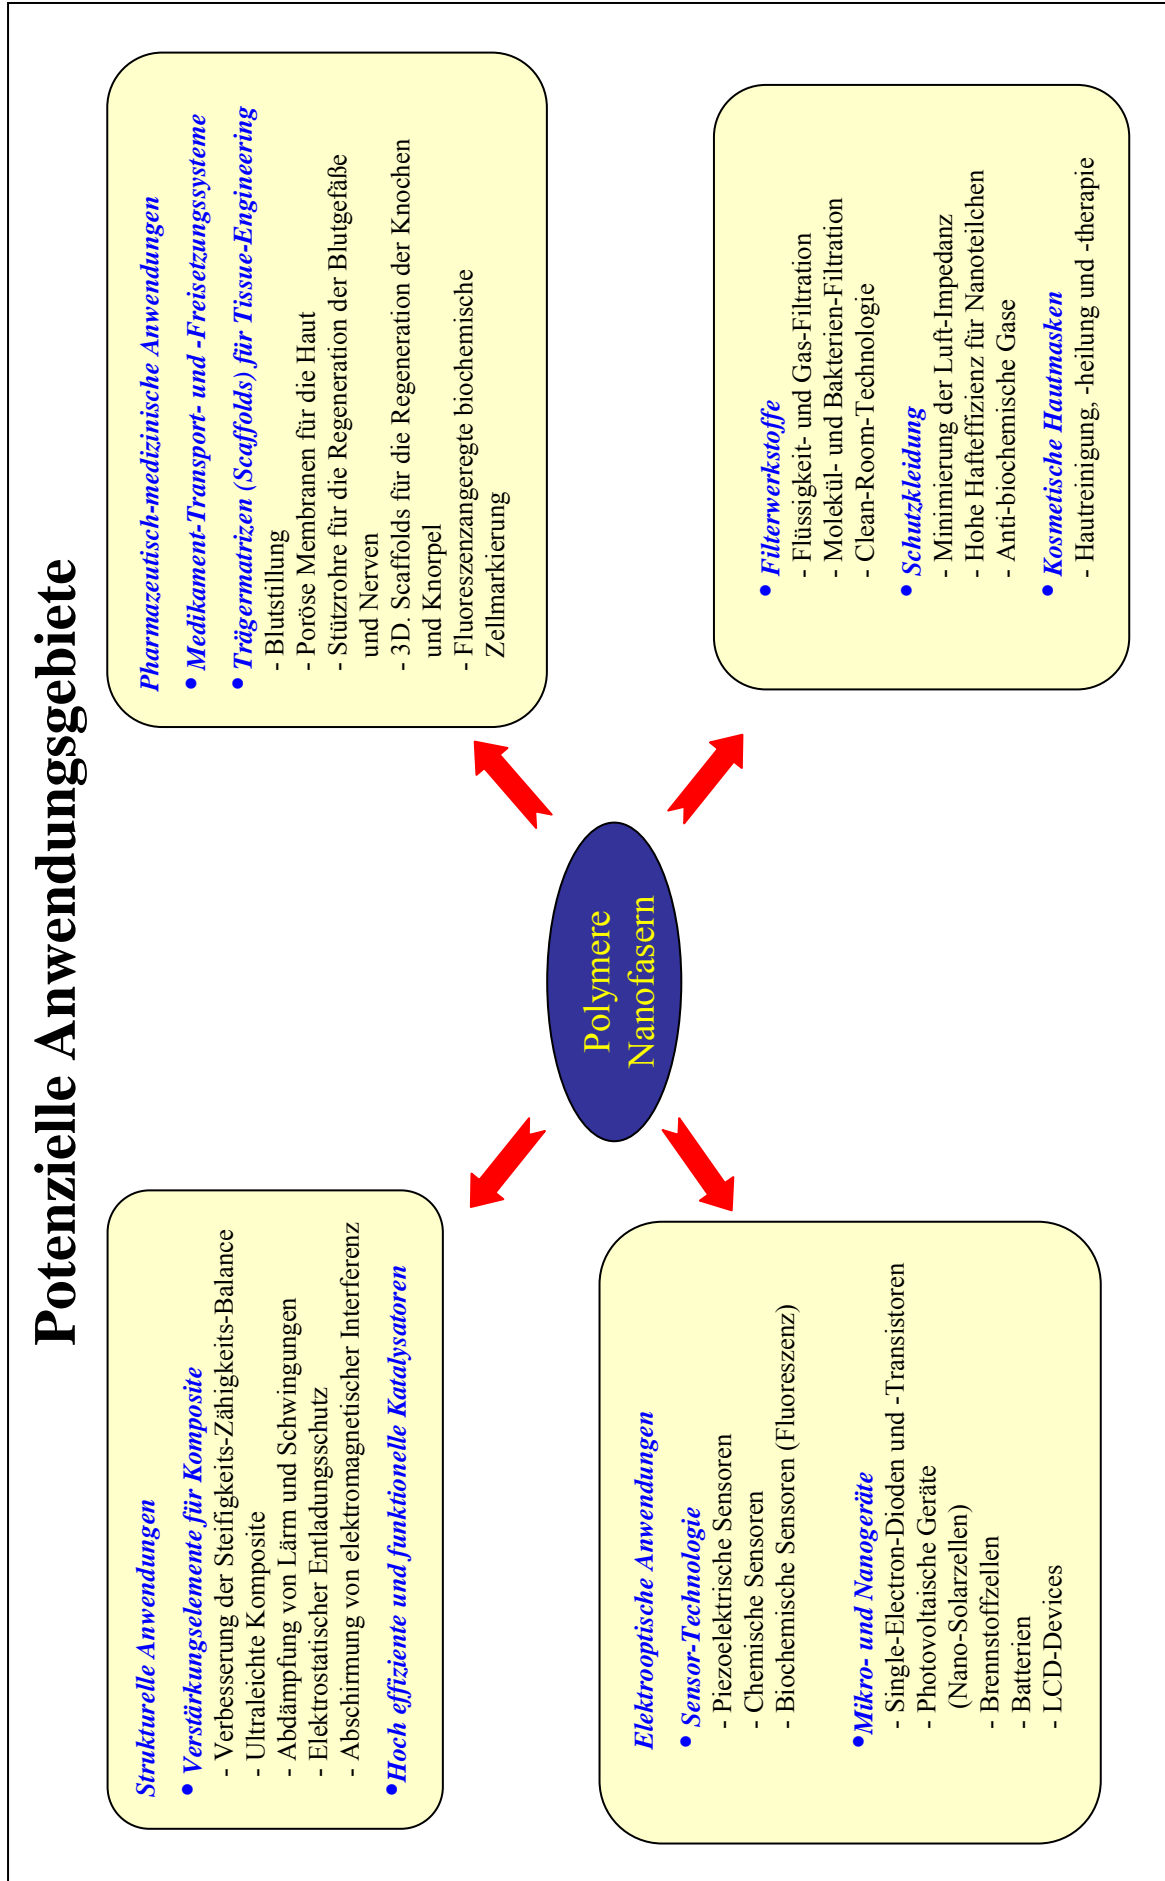 Potenzielle Anwendungsgebiete
Strukturelle Anwendungen
• Verstärkungselemente für Komposite
- Verbesserung der Steifigkeits-Zähigkeits-Balance
- Ultraleichte Komposite
- Abdämpfung von Lärm und Schwingungen
- Elektrostatischer Entladungsschutz
- Abschirmung von elektromagnetischer Interferenz
•Hoch effiziente und funktionelle Katalysatoren
Pharmazeutisch-medizinische Anwendungen
• Medikament-Transport- und -Freisetzungssysteme
• Trägermatrizen (Scaffolds) für Tissue-Engineering
- Blutstillung
- Poröse Membranen für die Haut
- Stützrohre für die Regeneration der Blutgefäße
und Nerven
- 3D. Scaffolds für die Regeneration der Knochen
und Knorpel
- Fluoreszenzangeregte biochemische
Zellmarkierung
Polymere
Nanofasern
Elektrooptische Anwendungen
• Sensor-Technologie
- Piezoelektrische Sensoren
- Chemische Sensoren
- Biochemische Sensoren (Fluoreszenz)
•Mikro- und Nanogeräte
- Single-Electron-Dioden und -Transistoren
- Photovoltaische Geräte
(Nano-Solarzellen)
- Brennstoffzellen
- Batterien
- LCD-Devices
• Filterwerkstoffe
- Flüssigkeit- und Gas-Filtration
- Molekül- und Bakterien-Filtration
- Clean-Room-Technologie
• Schutzkleidung
- Minimierung der Luft-Impedanz
- Hohe Hafteffizienz für Nanoteilchen
- Anti-biochemische Gase
• Kosmetische Hautmasken
- Hautreinigung, -heilung und -therapie